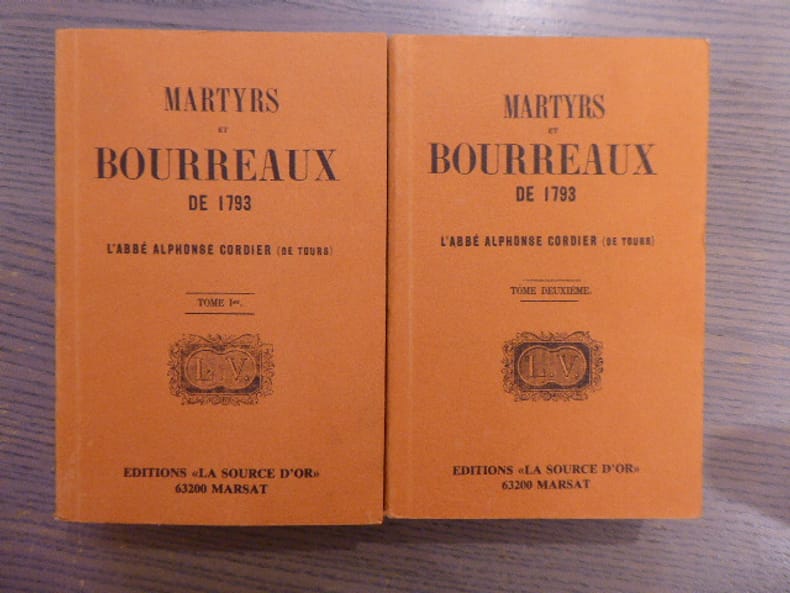 MARTYRS
ET
BOURREAUX
DE 1793
L'ABBÉ ALPHONSE CORDIER (DE TOURS)
TOME Ier.
L.V.
EDITIONS «LA SOURCE D'OR»
63200 MARSAT
MARTYRS
ET
BOURREAUX
DE 1793
L'ABBÉ ALPHONSE CORDIER (DE TOURS)
TOME DEUXIÈME.
L.V.
EDITIONS «LA SOURCE D'OR»
63200 MARSAT